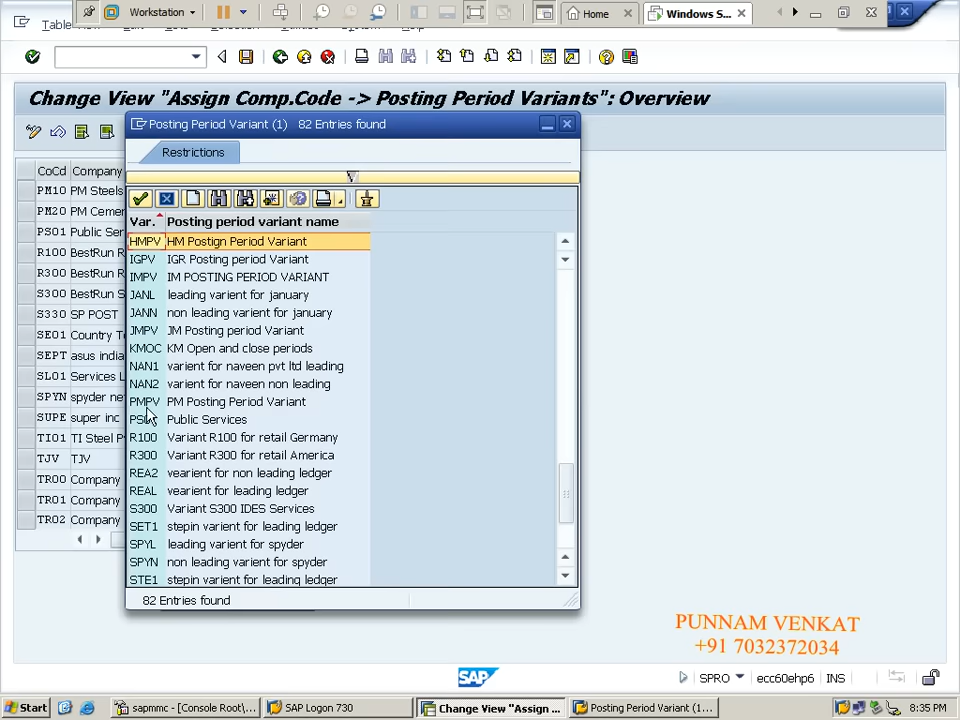 Workstation
Home
Windows S...
Change View "Assign Comp.Code -> Posting Period Variants": Overview
CoCd Company
PM10 PM Steels
PM20 PM Cemen
PS01 Public Ser
R100 BestRun R
R300 BestRun R
S300 BestRun S
S330 SP POST
SE01 Country Te
SEPT asus india
SL01 Services L
SPYN spyder ne
SUPE super inc
TI01 TI Steel P
TJV TJV
TR00 Company
TR01 Company
TR02 Company
Posting Period Variant (1) 82 Entries found
Restrictions
Var. Posting period variant name
HMPV HM Postign Period Variant
IGPV IGR Posting period Variant
IMPV IM POSTING PERIOD VARIANT
JANL leading varient for january
JANN non leading varient for january
JMPV JM Posting period Variant
KMOC KM Open and close periods
NAN1 varient for naveen pvt ltd leading
NAN2 varient for naveen non leading
PMPV PM Posting Period Variant
Public Services
R100 Variant R100 for retail Germany
R300 Variant R300 for retail America
REA2 vearient for non leading ledger
REAL vearient for leading ledger
S300 Variant S300 IDES Services
SET1 stepin varient for leading ledger
SPYL leading varient for spyder
SPYN non leading varient for spyder
STE1 stepin varient for leading ledger
82 Entries found
PUNNAM VENKAT
+91 7032372034
SAP
SPRO
ecc60ehp6
INS
Start
sapmmc - [Console Root\...
SAP Logon 730
Change View "Assign ...
Posting Period Variant (1...
8:35 PM